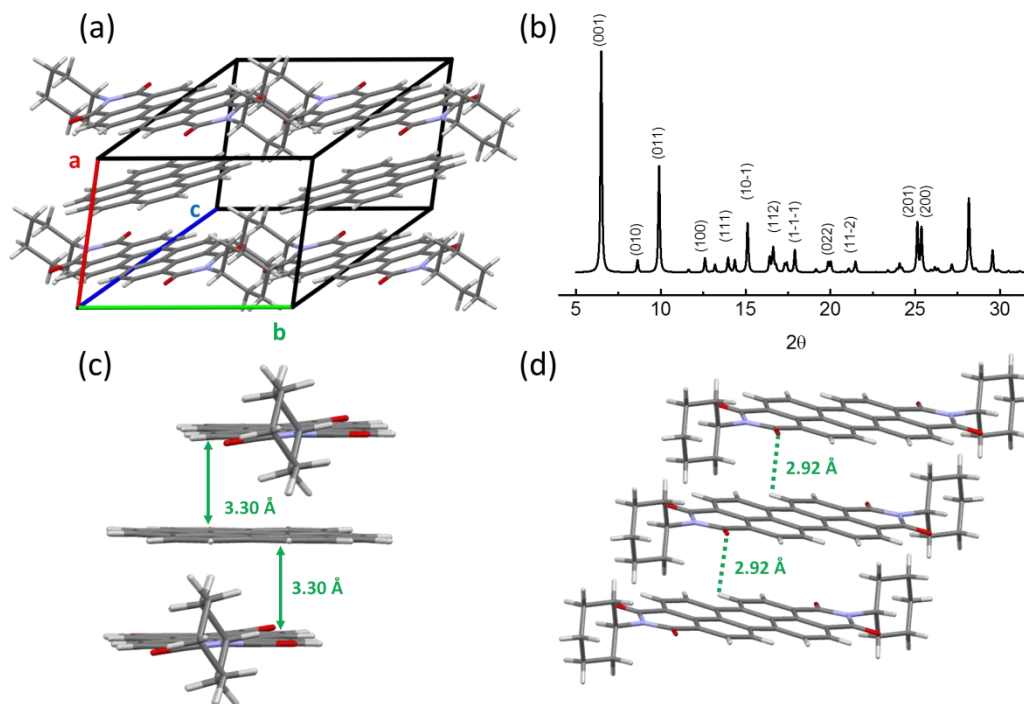 (a)
a
c
b
(b)
(001)
(010)
(011)
(100)
(111)
(10-1)
(112)
(1-1-1)
(022)
(11-2)
(201)
(200)
5 10 15 20 25 30
2θ
(c)
3.30 Å
3.30 Å
(d)
2.92 Å
2.92 Å